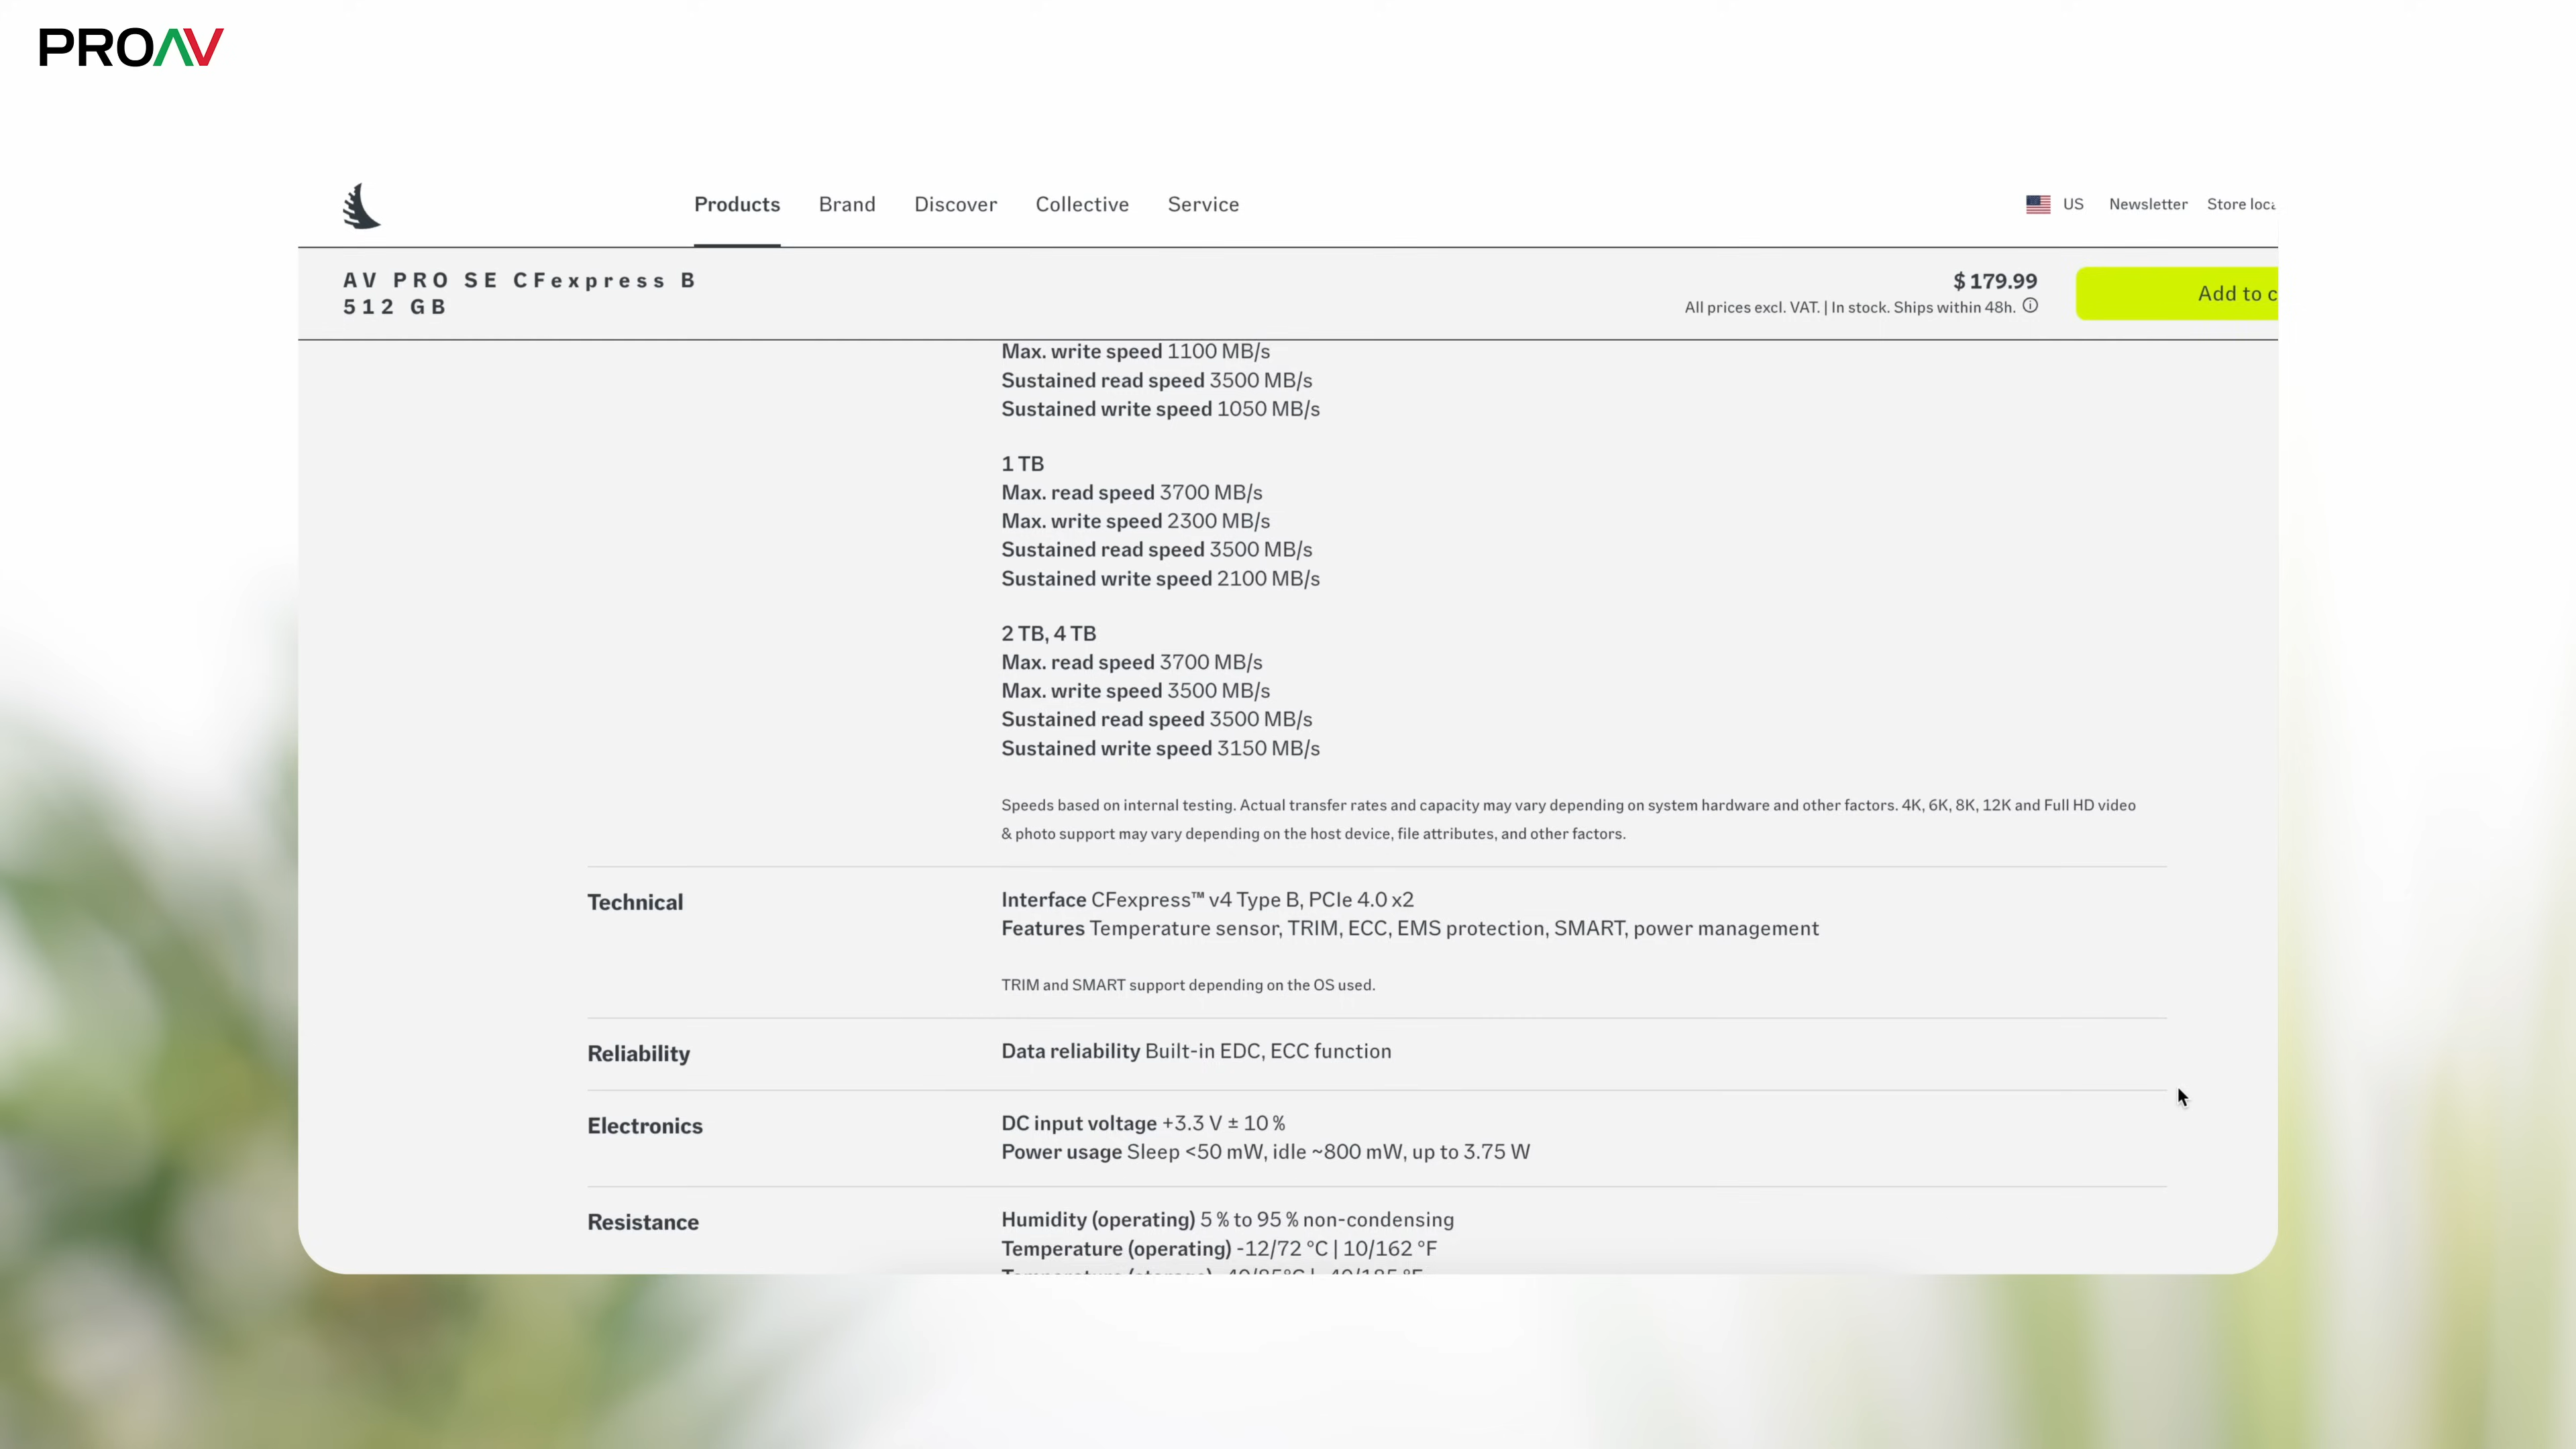 PROAV
Products Brand Discover Collective Service
US Newsletter Store loca
AV PRO SE CFexpress B
512 GB
$ 179.99
All prices excl. VAT. | In stock. Ships within 48h.
Add to c
Max. write speed 1100 MB/s
Sustained read speed 3500 MB/s
Sustained write speed 1050 MB/s
1 TB
Max. read speed 3700 MB/s
Max. write speed 2300 MB/s
Sustained read speed 3500 MB/s
Sustained write speed 2100 MB/s
2 TB, 4 TB
Max. read speed 3700 MB/s
Max. write speed 3500 MB/s
Sustained read speed 3500 MB/s
Sustained write speed 3150 MB/s
Speeds based on internal testing. Actual transfer rates and capacity may vary depending on system hardware and other factors. 4K, 6K, 8K, 12K and Full HD video
& photo support may vary depending on the host device, file attributes, and other factors.
Technical
Interface CFexpress™ v4 Type B, PCIe 4.0 x2
Features Temperature sensor, TRIM, ECC, EMS protection, SMART, power management
TRIM and SMART support depending on the OS used.
Reliability
Data reliability Built-in EDC, ECC function
Electronics
DC input voltage +3.3 V ± 10 %
Power usage Sleep <50 mW, idle ~800 mW, up to 3.75 W
Resistance
Humidity (operating) 5 % to 95 % non-condensing
Temperature (operating) -12/72 °C | 10/162 °F